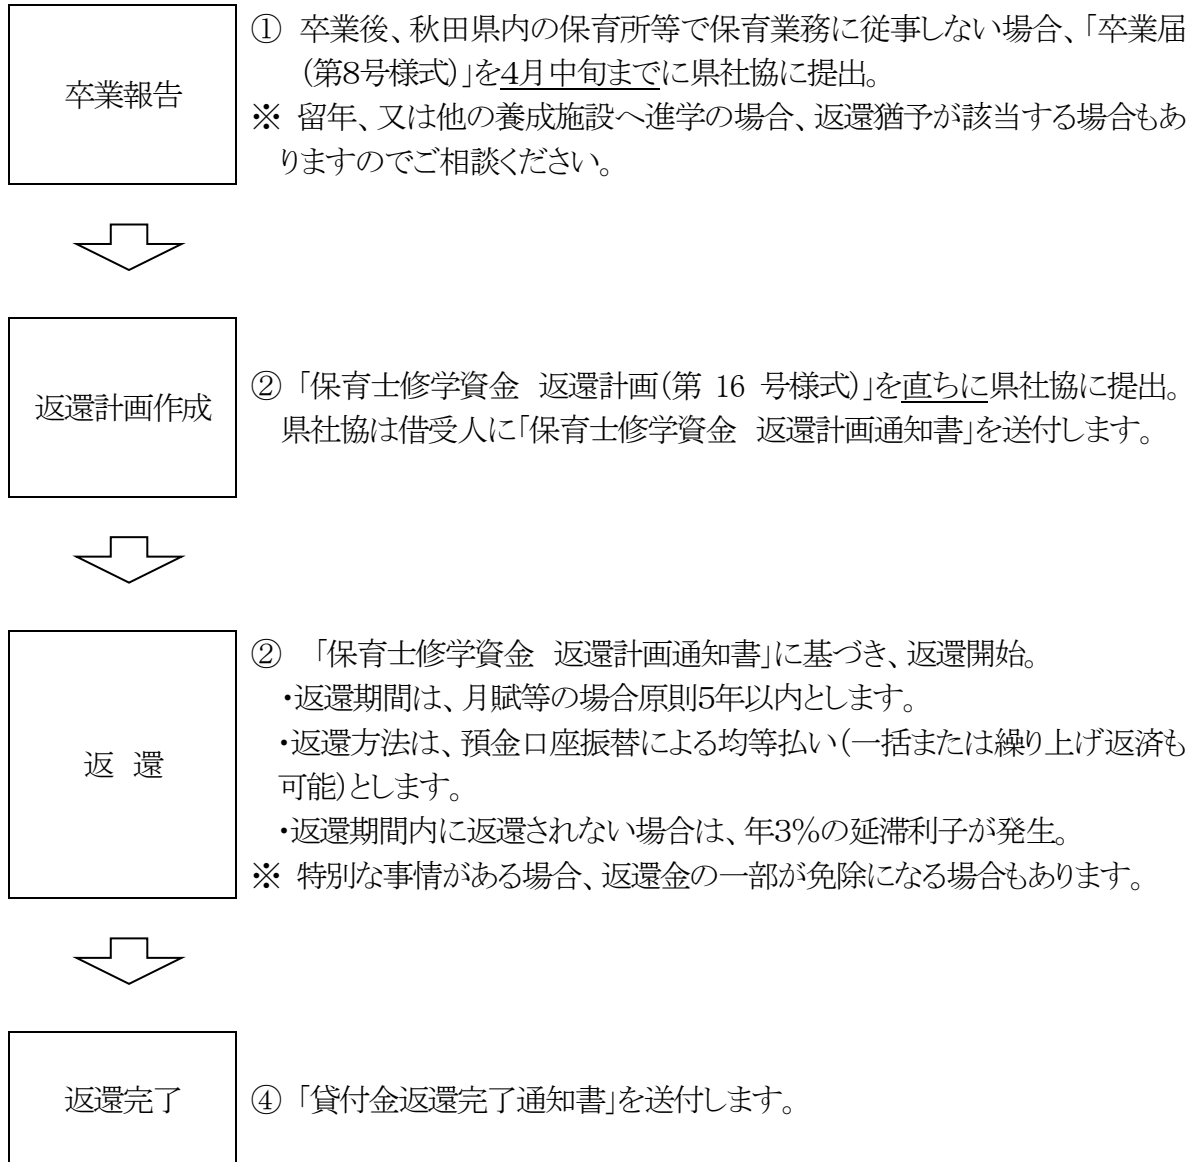 卒業報告
① 卒業後、秋田県内の保育所等で保育業務に従事しない場合、「卒業届
(第8号様式)」を4月中旬までに県社協に提出。
※ 留年、又は他の養成施設へ進学の場合、返還猶予が該当する場合もあ
りますのでご相談ください。
返還計画作成
② 「保育士修学資金 返還計画(第 16 号様式)」を直ちに県社協に提出。
県社協は借受人に「保育士修学資金 返還計画通知書」を送付します。
返 還
② 「保育士修学資金 返還計画通知書」に基づき、返還開始。
・返還期間は、月賦等の場合原則5年以内とします。
・返還方法は、預金口座振替による均等払い(一括または繰り上げ返済も
可能)とします。
・返還期間内に返還されない場合は、年3%の延滞利子が発生。
※ 特別な事情がある場合、返還金の一部が免除になる場合もあります。
返還完了
④ 「貸付金返還完了通知書」を送付します。